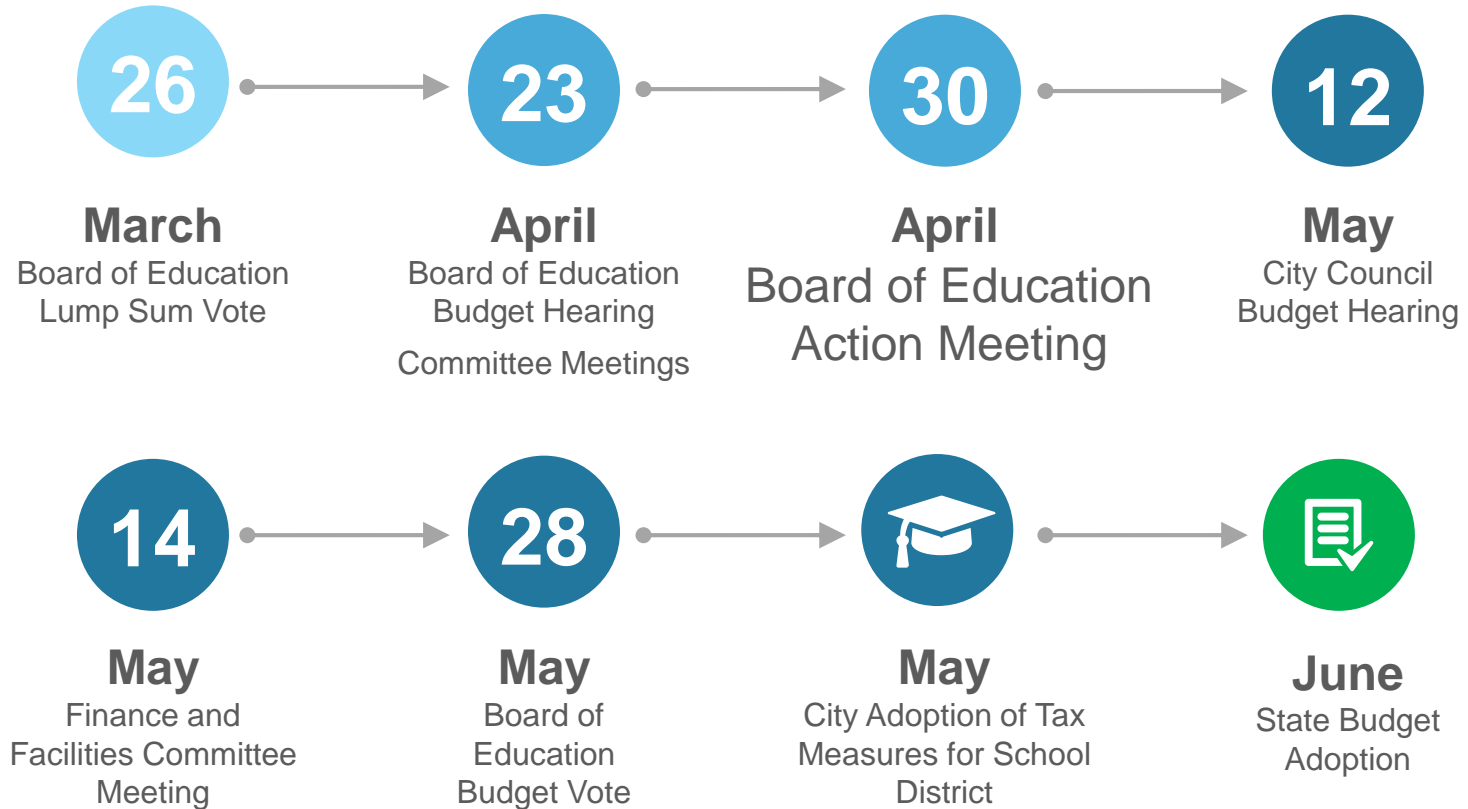 26
March
Board of Education
Lump Sum Vote
23
April
Board of Education
Budget Hearing
Committee Meetings
30
April
Board of Education
Action Meeting
12
May
City Council
Budget Hearing
14
May
Finance and
Facilities Committee
Meeting
28
May
Board of
Education
Budget Vote
May
City Adoption of Tax
Measures for School
District
June
State Budget
Adoption